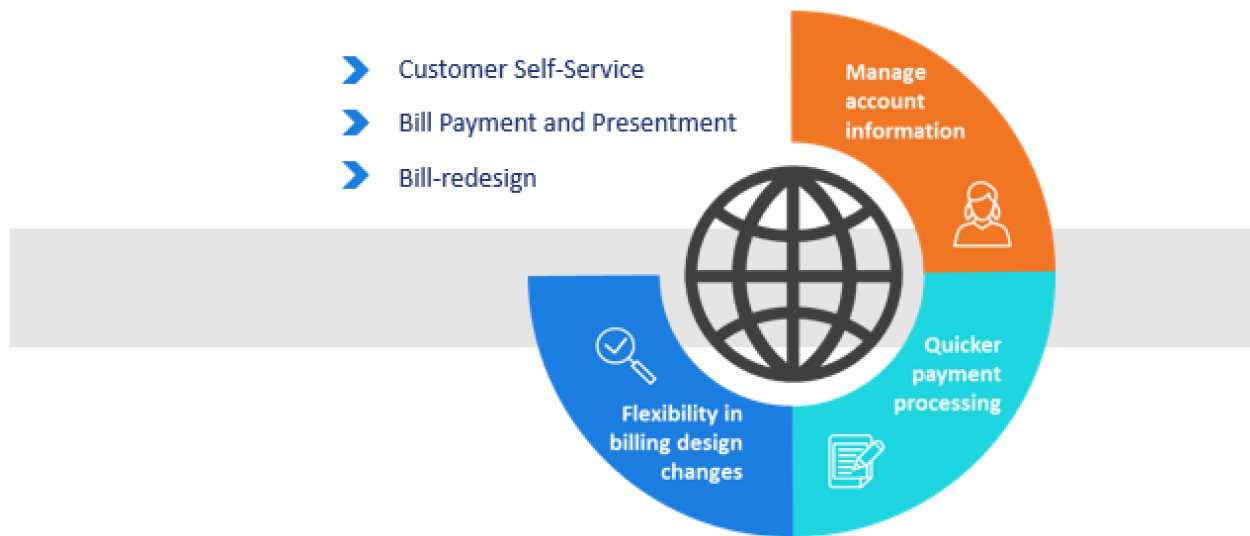 Customer Self-Service
Bill Payment and Presentment
Bill-redesign
Manage
account
information
Quicker
payment
processing
Flexibility in
billing design
changes